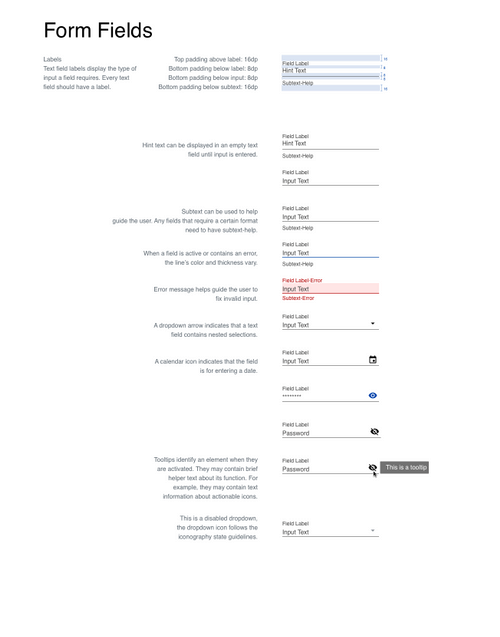 Form Fields
Labels
Text field labels display the type of
input a field requires. Every text
field should have a label.
Top padding above label: 16dp
Bottom padding below label: 8dp
Bottom padding below input: 8dp
Bottom padding below subtext: 16dp
Field Label
Hint Text
Subtext-Help
Hint text can be displayed in an empty text
field until input is entered.
Field Label
Hint Text
Subtext-Help
Field Label
Input Text
Subtext can be used to help
guide the user. Any fields that require a certain format
need to have subtext-help.
Field Label
Input Text
Subtext-Help
When a field is active or contains an error,
the line's color and thickness vary.
Field Label
Input Text
Subtext-Help
Error message helps guide the user to
fix invalid input.
Field Label-Error
Input Text
Subtext-Error
A dropdown arrow indicates that a text
field contains nested selections.
Field Label
Input Text
A calendar icon indicates that the field
is for entering a date.
Field Label
Input Text
Field Label
********
Field Label
Password
Tooltips identify an element when they
are activated. They may contain brief
helper text about its function. For
example, they may contain text
information about actionable icons.
Field Label
Password
This is a tooltip
This is a disabled dropdown,
the dropdown icon follows the
iconography state guidelines.
Field Label
Input Text